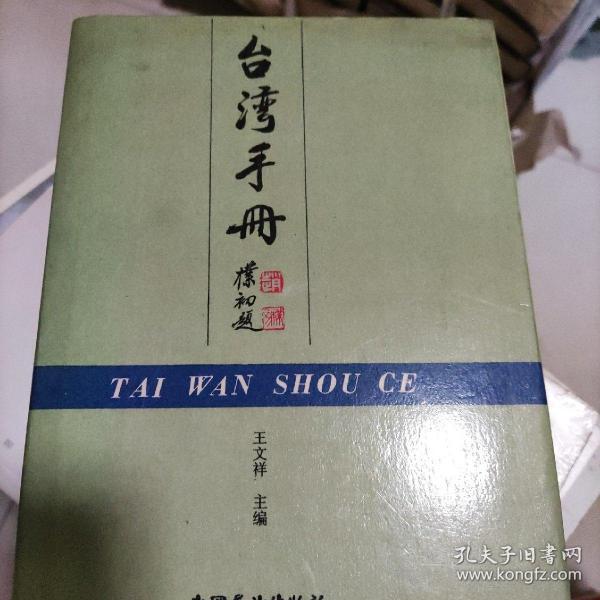 台湾手冊
樸初题
TAI WAN SHOU CE
王文祥 主编
孔夫子旧书网
www.kongfz.com